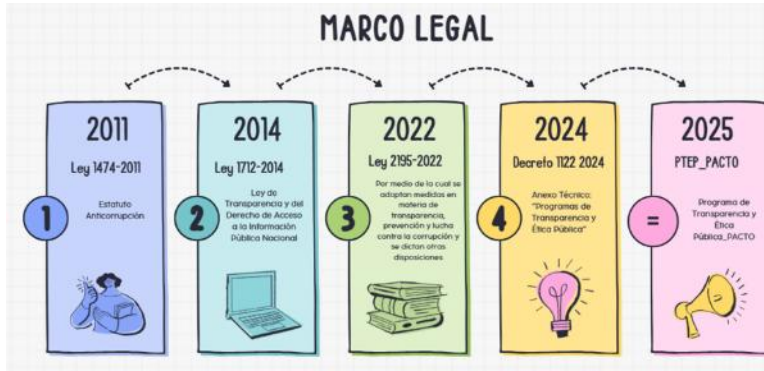 MARCO LEGAL
2011
Ley 1474-2011
1
Estatuto
Anticorrupción
2014
Ley 1712-2014
2
Ley de
Transparencia y del
Derecho de Acceso
a la Información
Pública Nacional
2022
Ley 2195-2022
3
Por medio de la cual se
adoptan medidas en
materia de
transparencia,
prevención y lucha
contra la corrupción y
se dictan otras
disposiciones
2024
Decreto 1122 2024
4
Anexo Técnico:
"Programas de
Transparencia y
Ética Pública"
2025
PTEP_PACTO
=
Programa de
Transparencia y
Ética
Pública_PACTO